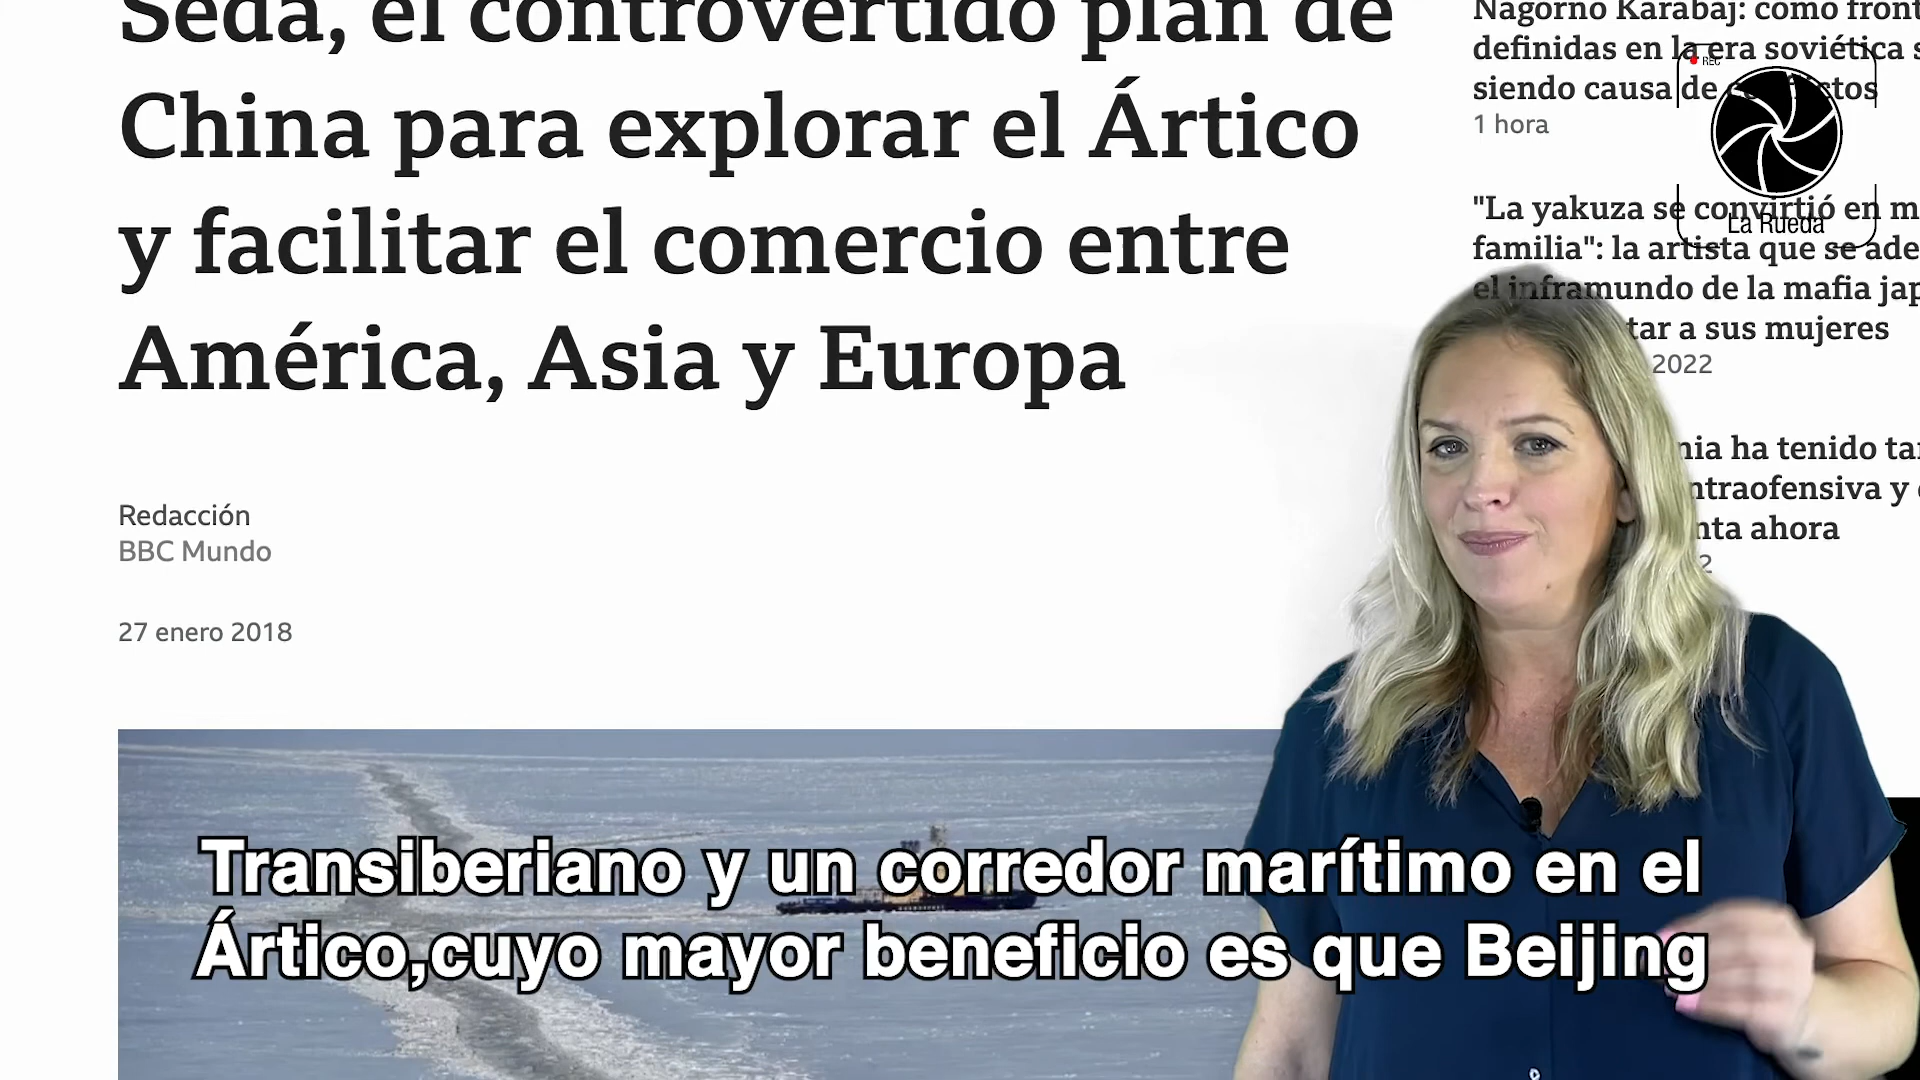 Seda, el controvertido plan de
China para explorar el Ártico
y facilitar el comercio entre
América, Asia y Europa
Redacción
BBC Mundo
27 enero 2018
Nagorno Karabaj: cómo front
definidas en la era soviética s
siendo causa de
1 hora
"La yakuza se convirtió en m
familia": la artista que se ade
el inframundo de la mafia jap
tar a sus mujeres
2022
nia ha tenido tan
ntraofensiva y
nta ahora
2
REC
La Rueda
Transiberiano y un corredor marítimo en el
Ártico,cuyo mayor beneficio es que Beijing